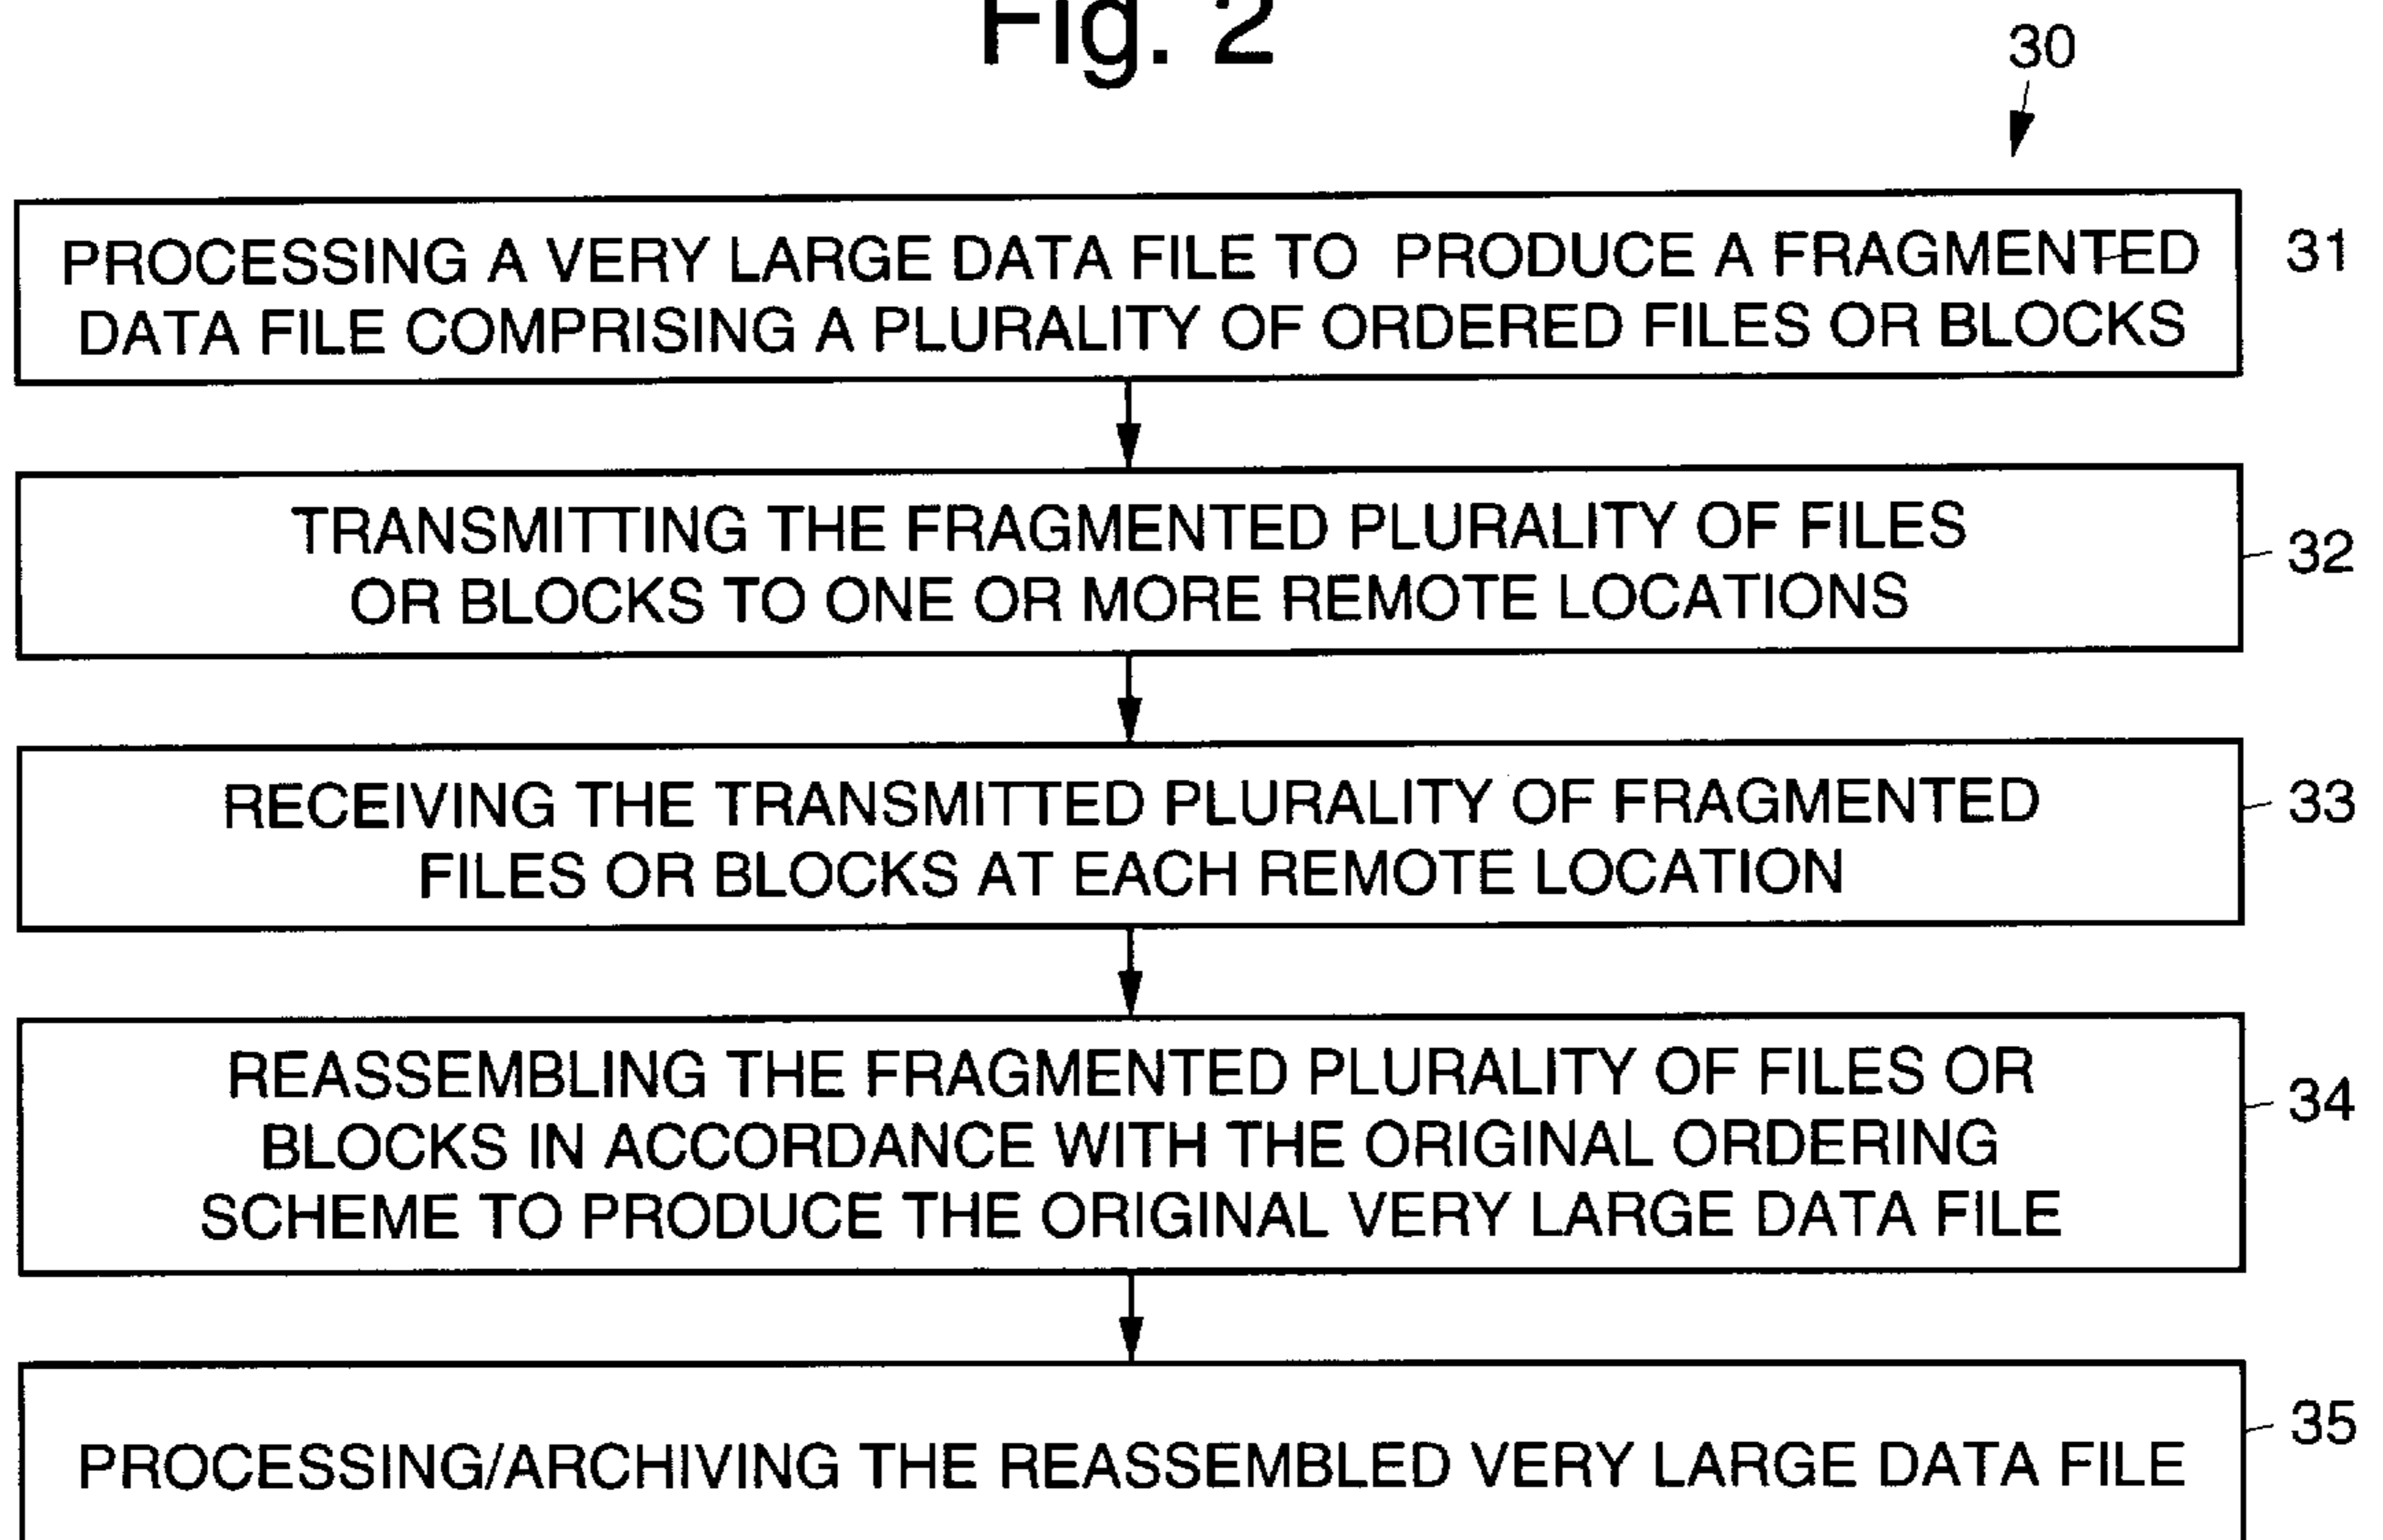 Fig. 2
30
PROCESSING A VERY LARGE DATA FILE TO PRODUCE A FRAGMENTED
DATA FILE COMPRISING A PLURALITY OF ORDERED FILES OR BLOCKS
31
TRANSMITTING THE FRAGMENTED PLURALITY OF FILES
OR BLOCKS TO ONE OR MORE REMOTE LOCATIONS
32
RECEIVING THE TRANSMITTED PLURALITY OF FRAGMENTED
FILES OR BLOCKS AT EACH REMOTE LOCATION
33
REASSEMBLING THE FRAGMENTED PLURALITY OF FILES OR
BLOCKS IN ACCORDANCE WITH THE ORIGINAL ORDERING
SCHEME TO PRODUCE THE ORIGINAL VERY LARGE DATA FILE
34
PROCESSING/ARCHIVING THE REASSEMBLED VERY LARGE DATA FILE
35